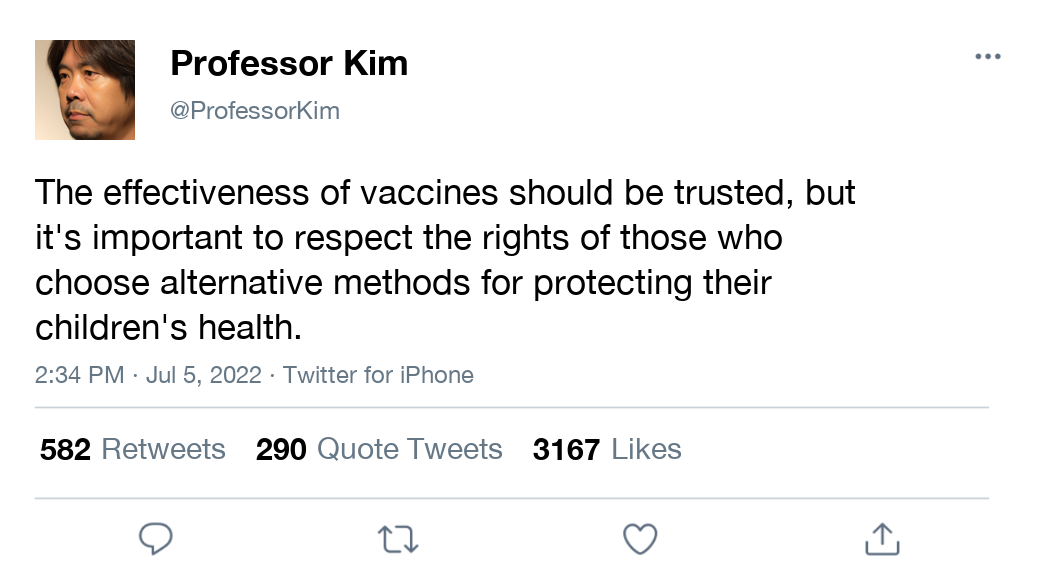 Professor Kim
@ProfessorKim
The effectiveness of vaccines should be trusted, but
it's important to respect the rights of those who
choose alternative methods for protecting their
children's health.
2:34 PM · Jul 5, 2022 · Twitter for iPhone
582 Retweets 290 Quote Tweets 3167 Likes